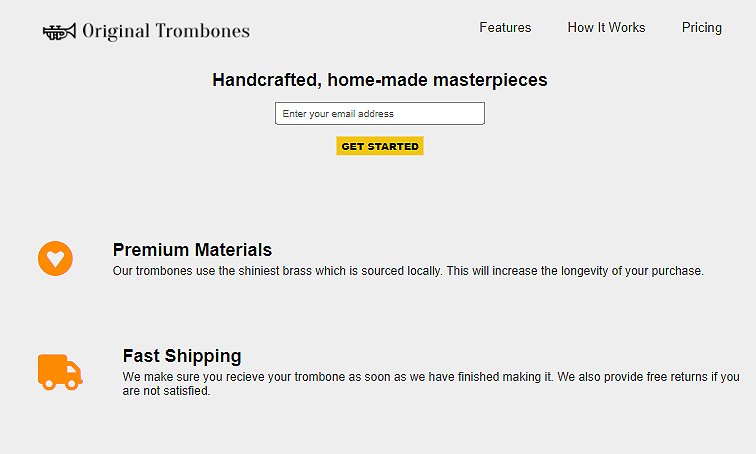 Original Trombones
Features
How It Works
Pricing
Handcrafted, home-made masterpieces
Enter your email address
GET STARTED
Premium Materials
Our trombones use the shiniest brass which is sourced locally. This will increase the longevity of your purchase.
Fast Shipping
We make sure you recieve your trombone as soon as we have finished making it. We also provide free returns if you
are not satisfied.